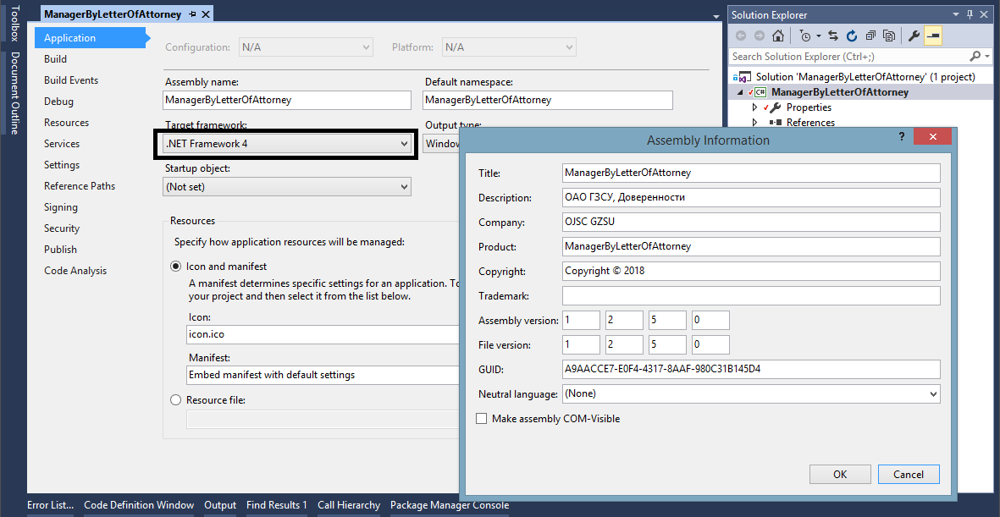 Toolbox
Document Outline
ManagerByLetterOfAttorney
Application
Build
Build Events
Debug
Resources
Services
Settings
Reference Paths
Signing
Security
Publish
Code Analysis
Configuration: N/A Platform: N/A
Assembly name: Default namespace:
ManagerByLetterOfAttorney ManagerByLetterOfAttorney
Target framework: Output type:
.NET Framework 4 Window
Startup object:
(Not set)
Resources
Specify how application resources will be managed:
Icon and manifest
A manifest determines specific settings for an application. To
your project and then select it from the list below.
Icon:
icon.ico
Manifest:
Embed manifest with default settings
Resource file:
Solution Explorer
Search Solution Explorer (Ctrl+;)
Solution 'ManagerByLetterOfAttorney' (1 project)
C# ManagerByLetterOfAttorney
Properties
References
Assembly Information
?
Title: ManagerByLetterOfAttorney
Description: ОАО ГЗСУ, Доверенности
Company: OJSC GZSU
Product: ManagerByLetterOfAttorney
Copyright: Copyright © 2018
Trademark:
Assembly version: 1 2 5 0
File version: 1 2 5 0
GUID: A9AACCE7-E0F4-4317-8AAF-980C31B145D4
Neutral language: (None)
Make assembly COM-Visible
OK Cancel
Error List... Code Definition Window Output Find Results 1 Call Hierarchy Package Manager Console